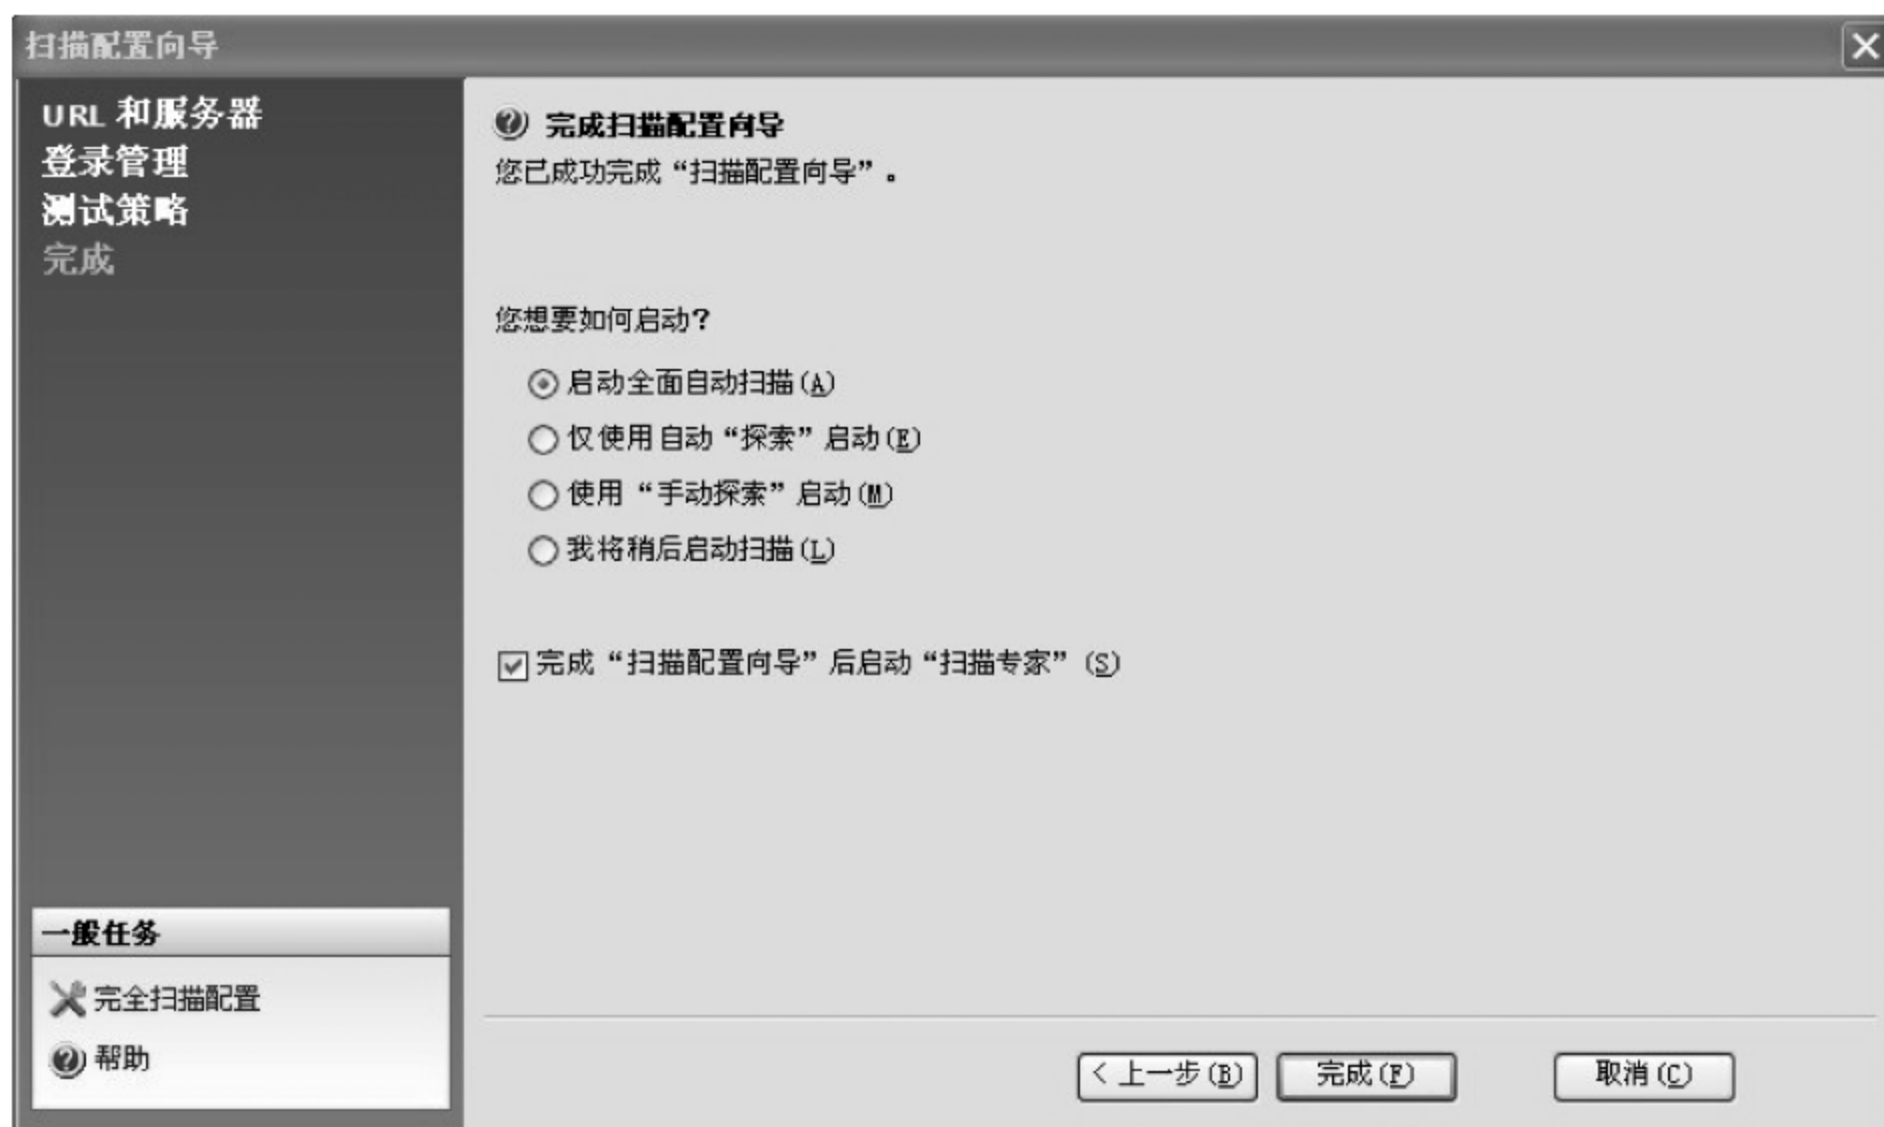 扫描配置向导
URL 和服务器
登录管理
测试策略
完成
完成扫描配置向导
您已成功完成“扫描配置向导”。
您想要如何启动?
启动全面自动扫描(A)
仅使用自动“探索”启动(E)
使用“手动探索”启动(M)
我将稍后启动扫描(L)
完成“扫描配置向导”后启动“扫描专家”(S)
一般任务
完全扫描配置
帮助
< 上一步(B)
完成(F)
取消(C)